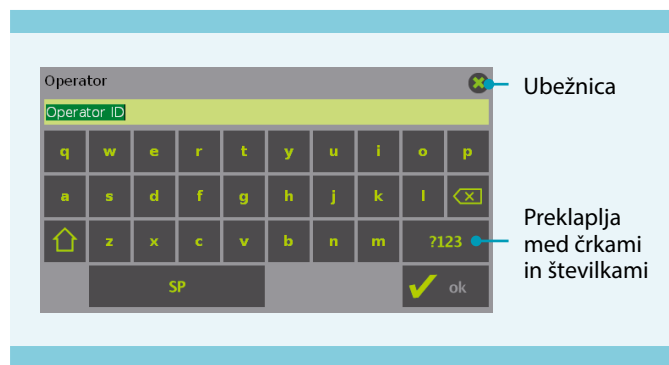 Operator
Ubežnica
Operator ID
q w e r t y u i o p
a s d f g h j k l
z x c v b n m ?123
Preklaplja
med črkami
in številkami
SP ok